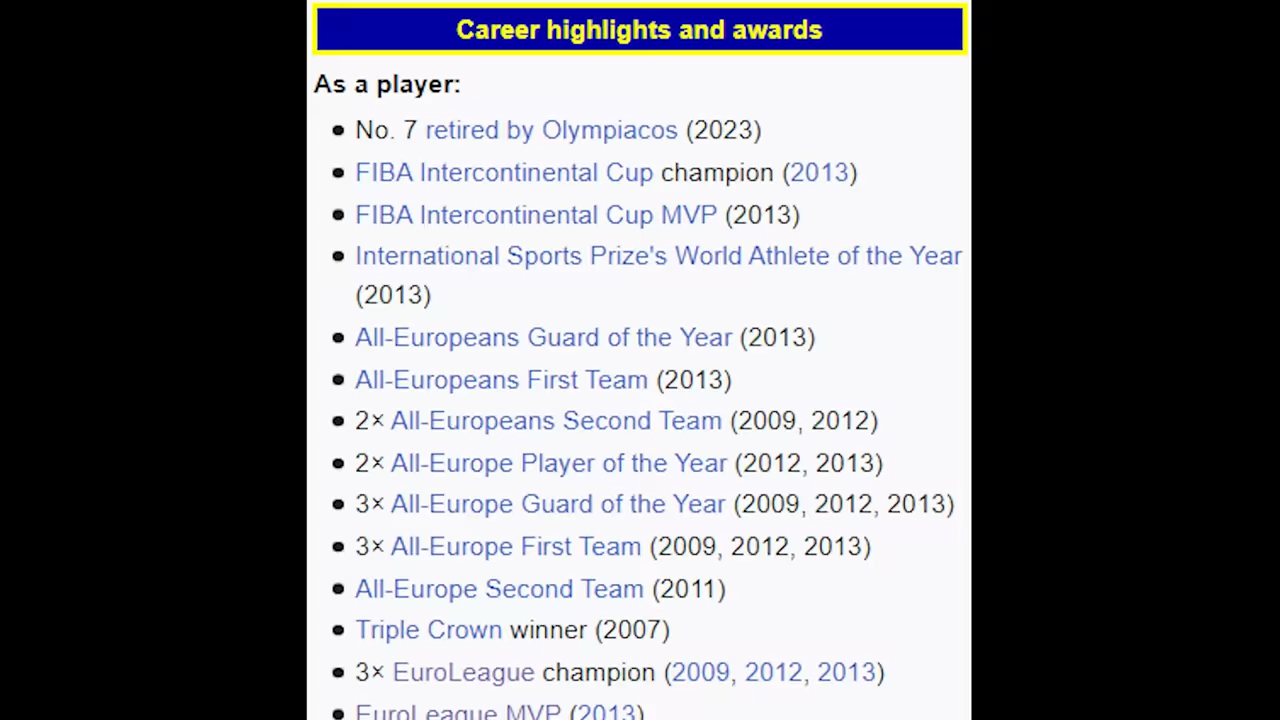 Career highlights and awards
As a player:
• No. 7 retired by Olympiacos (2023)
• FIBA Intercontinental Cup champion (2013)
• FIBA Intercontinental Cup MVP (2013)
• International Sports Prize's World Athlete of the Year
(2013)
• All-Europeans Guard of the Year (2013)
• All-Europeans First Team (2013)
• 2× All-Europeans Second Team (2009, 2012)
• 2× All-Europe Player of the Year (2012, 2013)
• 3× All-Europe Guard of the Year (2009, 2012, 2013)
• 3× All-Europe First Team (2009, 2012, 2013)
• All-Europe Second Team (2011)
• Triple Crown winner (2007)
• 3× EuroLeague champion (2009, 2012, 2013)
• EuroLeague MVP (2013)